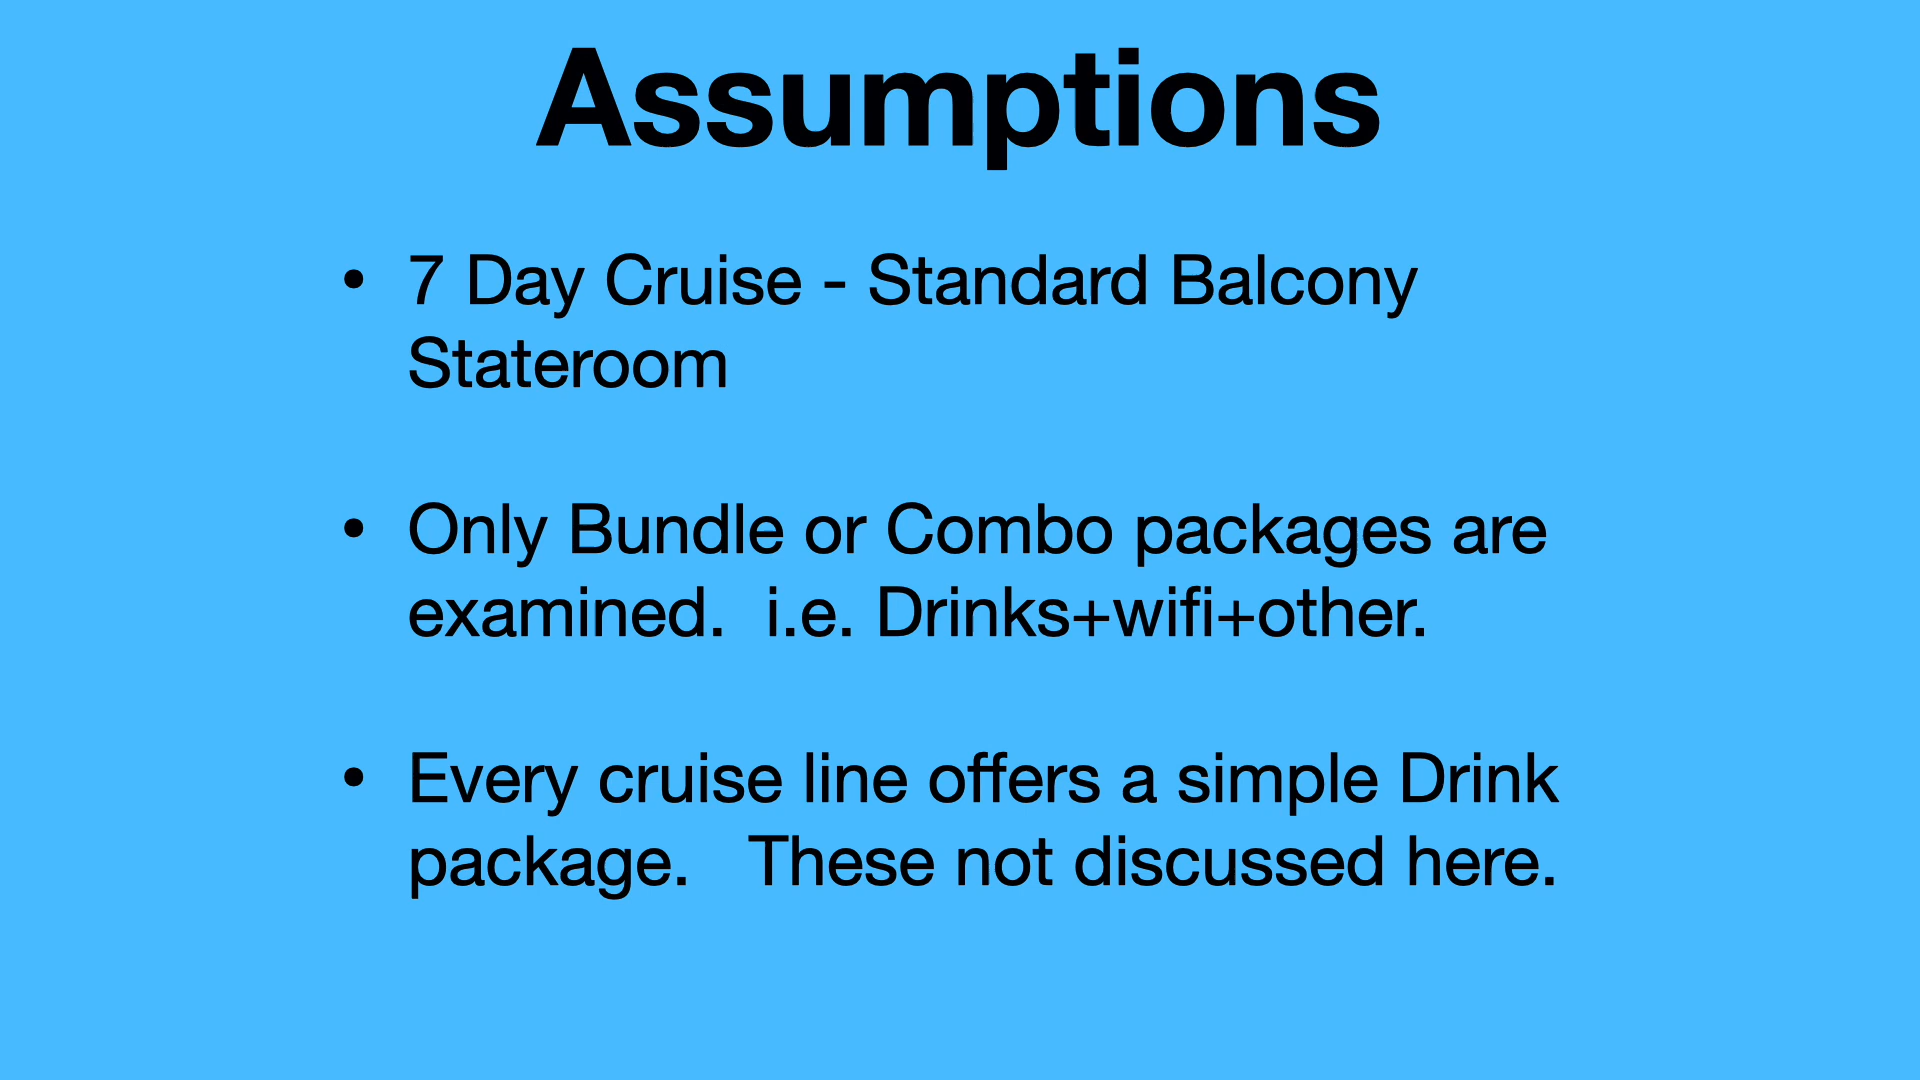 Assumptions
• 7 Day Cruise - Standard Balcony
Stateroom
• Only Bundle or Combo packages are
examined.  i.e. Drinks+wifi+other.
• Every cruise line offers a simple Drink
package.   These not discussed here.